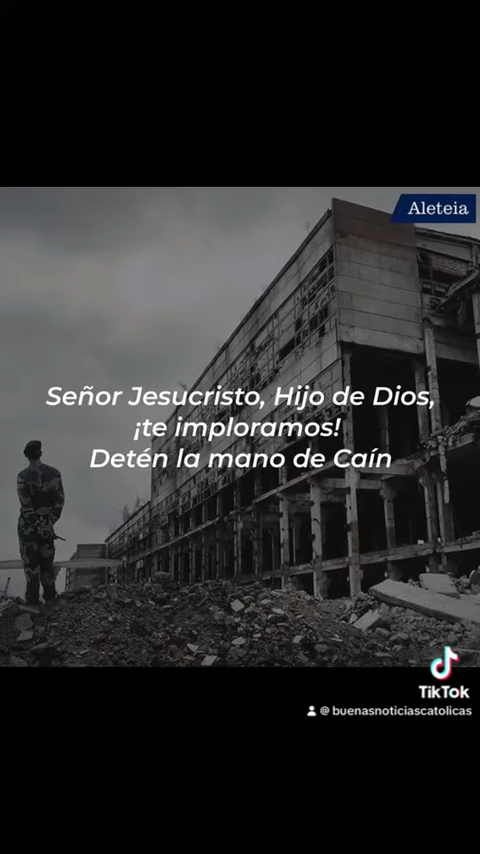 Aleteia
Señor Jesucristo, Hijo de Dios,
¡te imploramos!
Detén la mano de Caín
TikTok
@ buenasnoticiascatolicas